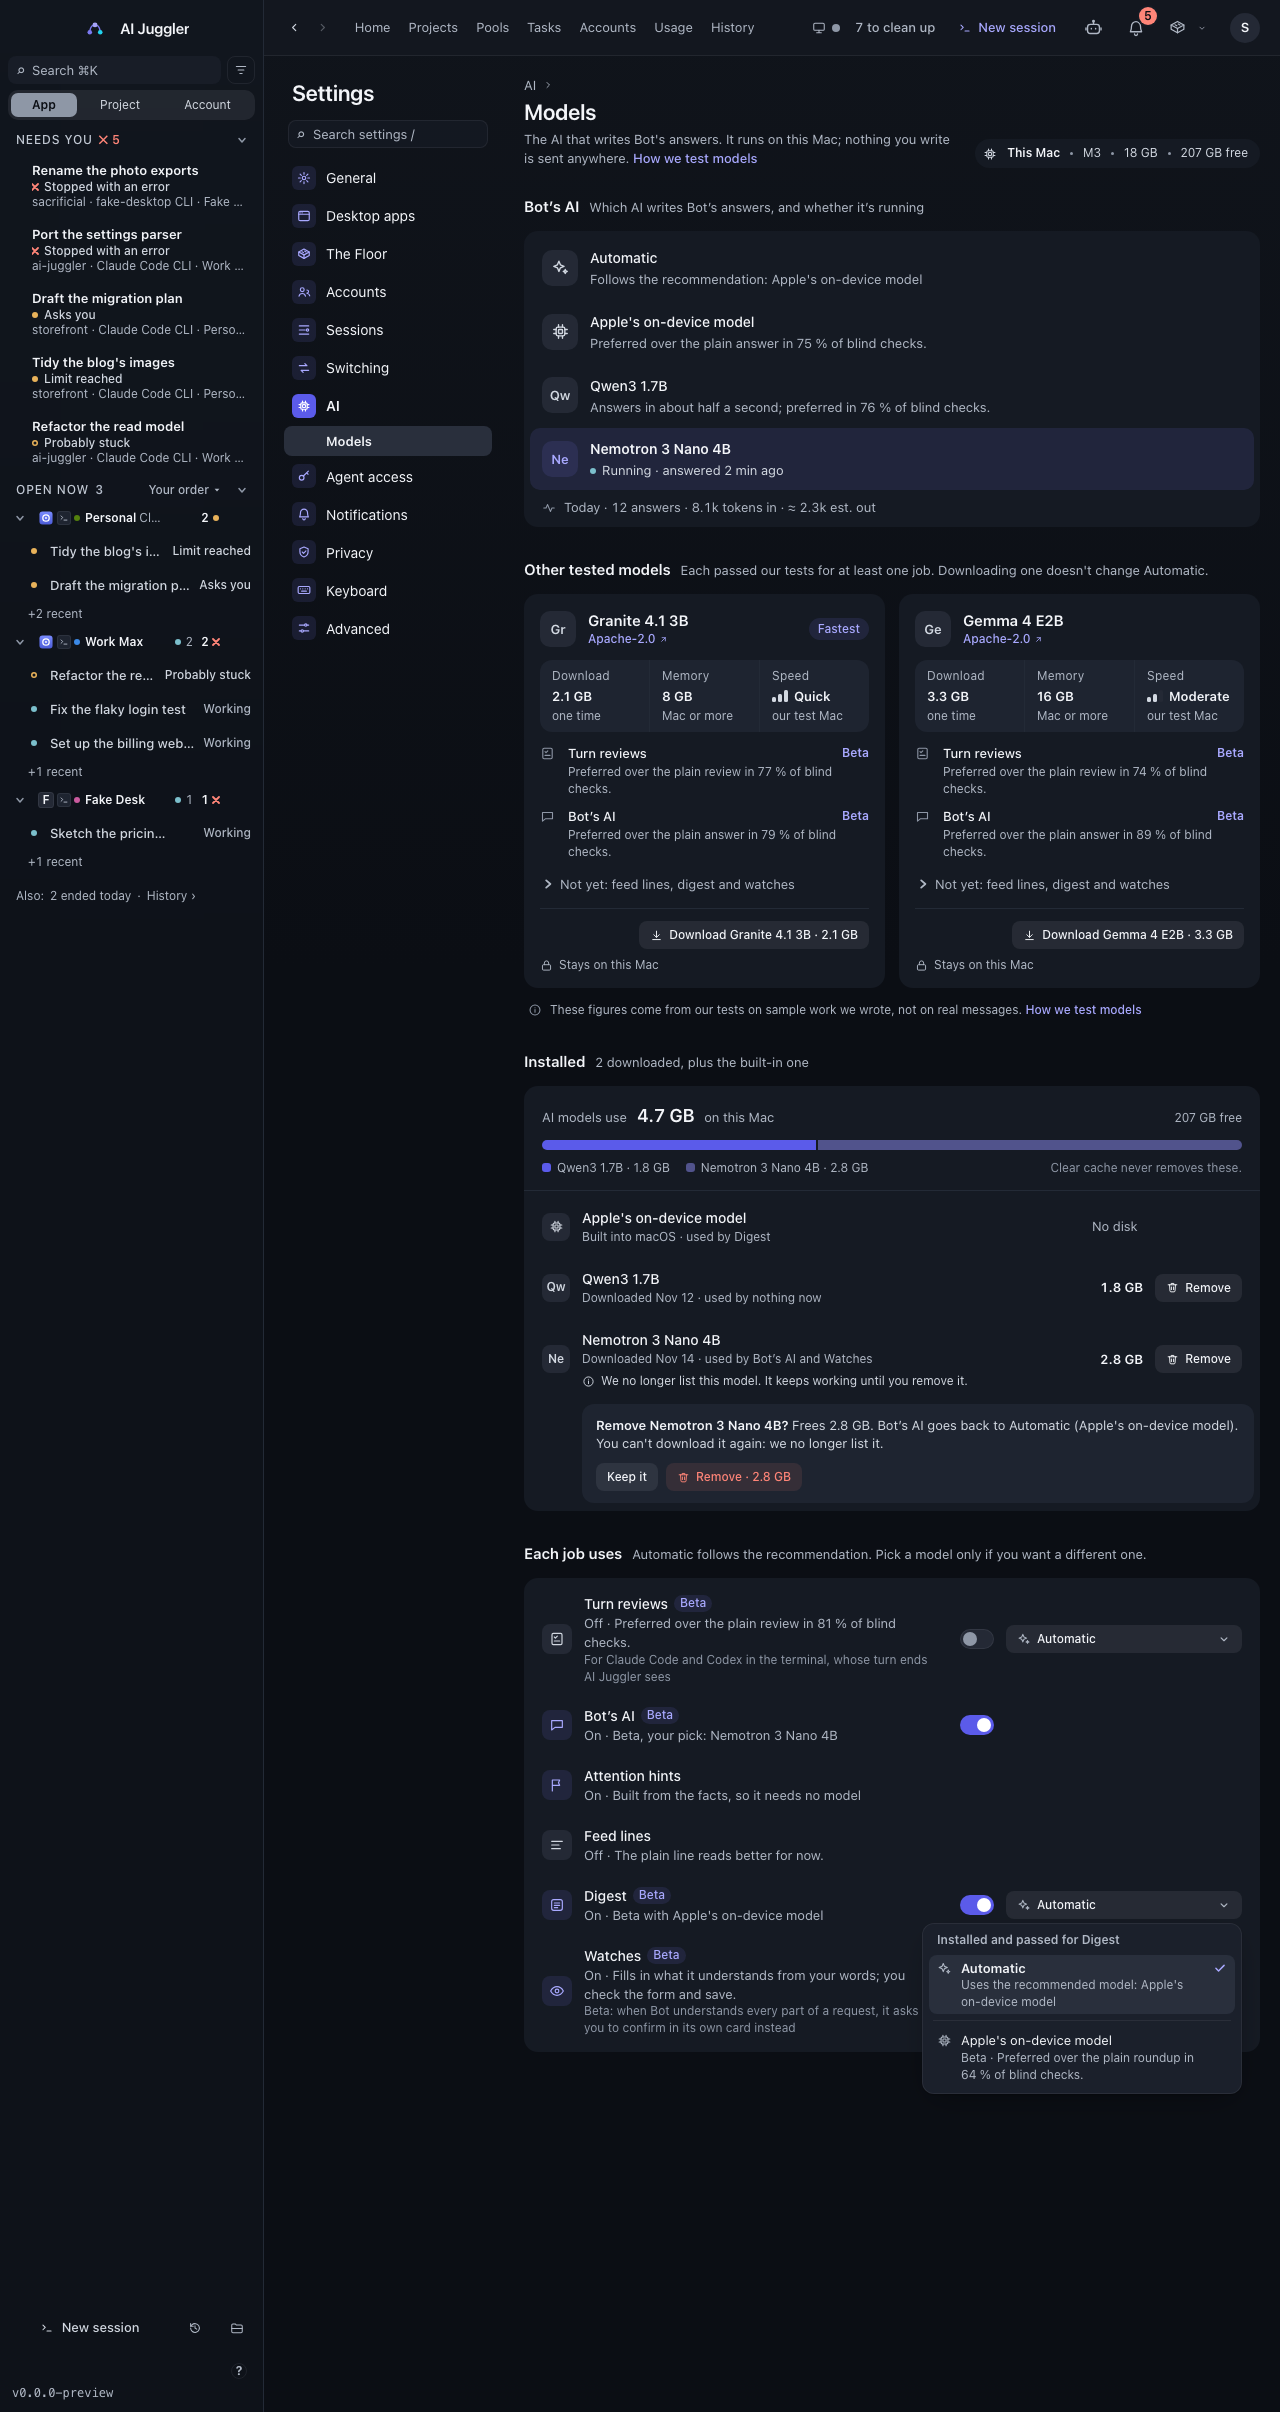 AI Juggler
Search ⌘K
App Project Account
NEEDS YOU 5
Rename the photo exports
Stopped with an error
sacrificial · fake-desktop CLI · Fake ...
Port the settings parser
Stopped with an error
ai-juggler · Claude Code CLI · Work ...
Draft the migration plan
Asks you
storefront · Claude Code CLI · Perso...
Tidy the blog's images
Limit reached
storefront · Claude Code CLI · Perso...
Refactor the read model
Probably stuck
ai-juggler · Claude Code CLI · Work ...
OPEN NOW 3 Your order
Personal Cl... 2
Tidy the blog's i... Limit reached
Draft the migration p... Asks you
+2 recent
Work Max 2 2
Refactor the re... Probably stuck
Fix the flaky login test Working
Set up the billing web... Working
+1 recent
F Fake Desk 1 1
Sketch the pricin... Working
+1 recent
Also: 2 ended today · History ›
New session
?
v0.0.0-preview
Home Projects Pools Tasks Accounts Usage History
7 to clean up
New session
5
S
Settings
Search settings /
General
Desktop apps
The Floor
Accounts
Sessions
Switching
AI
Models
Agent access
Notifications
Privacy
Keyboard
Advanced
AI ›
Models
The AI that writes Bot's answers. It runs on this Mac; nothing you write
is sent anywhere. How we test models
This Mac • M3 • 18 GB • 207 GB free
Bot’s AI Which AI writes Bot’s answers, and whether it’s running
Automatic
Follows the recommendation: Apple's on-device model
Apple's on-device model
Preferred over the plain answer in 75 % of blind checks.
Qw
Qwen3 1.7B
Answers in about half a second; preferred in 76 % of blind checks.
Ne
Nemotron 3 Nano 4B
Running · answered 2 min ago
Today · 12 answers · 8.1k tokens in · ≈ 2.3k est. out
Other tested models Each passed our tests for at least one job. Downloading one doesn't change Automatic.
Gr
Granite 4.1 3B
Apache-2.0 ↗
Fastest
Download Memory Speed
2.1 GB 8 GB Quick
one time Mac or more our test Mac
Turn reviews Beta
Preferred over the plain review in 77 % of blind
checks.
Bot’s AI Beta
Preferred over the plain answer in 79 % of blind
checks.
Not yet: feed lines, digest and watches
Download Granite 4.1 3B · 2.1 GB
Stays on this Mac
Ge
Gemma 4 E2B
Apache-2.0 ↗
Download Memory Speed
3.3 GB 16 GB Moderate
one time Mac or more our test Mac
Turn reviews Beta
Preferred over the plain review in 74 % of blind
checks.
Bot’s AI Beta
Preferred over the plain answer in 89 % of blind
checks.
Not yet: feed lines, digest and watches
Download Gemma 4 E2B · 3.3 GB
Stays on this Mac
These figures come from our tests on sample work we wrote, not on real messages. How we test models
Installed 2 downloaded, plus the built-in one
AI models use 4.7 GB on this Mac 207 GB free
Qwen3 1.7B · 1.8 GB Nemotron 3 Nano 4B · 2.8 GB Clear cache never removes these.
Apple's on-device model
Built into macOS · used by Digest
No disk
Qw
Qwen3 1.7B
Downloaded Nov 12 · used by nothing now
1.8 GB Remove
Ne
Nemotron 3 Nano 4B
Downloaded Nov 14 · used by Bot’s AI and Watches
We no longer list this model. It keeps working until you remove it.
2.8 GB Remove
Remove Nemotron 3 Nano 4B? Frees 2.8 GB. Bot’s AI goes back to Automatic (Apple's on-device model).
You can't download it again: we no longer list it.
Keep it Remove · 2.8 GB
Each job uses Automatic follows the recommendation. Pick a model only if you want a different one.
Turn reviews Beta
Off · Preferred over the plain review in 81 % of blind
checks.
For Claude Code and Codex in the terminal, whose turn ends
AI Juggler sees
Automatic
Bot’s AI Beta
On · Beta, your pick: Nemotron 3 Nano 4B
Attention hints
On · Built from the facts, so it needs no model
Feed lines
Off · The plain line reads better for now.
Digest Beta
On · Beta with Apple's on-device model
Automatic
Watches Beta
On · Fills in what it understands from your words; you
check the form and save.
Beta: when Bot understands every part of a request, it asks
you to confirm in its own card instead
Installed and passed for Digest
Automatic
Uses the recommended model: Apple's
on-device model
Apple's on-device model
Beta · Preferred over the plain roundup in
64 % of blind checks.